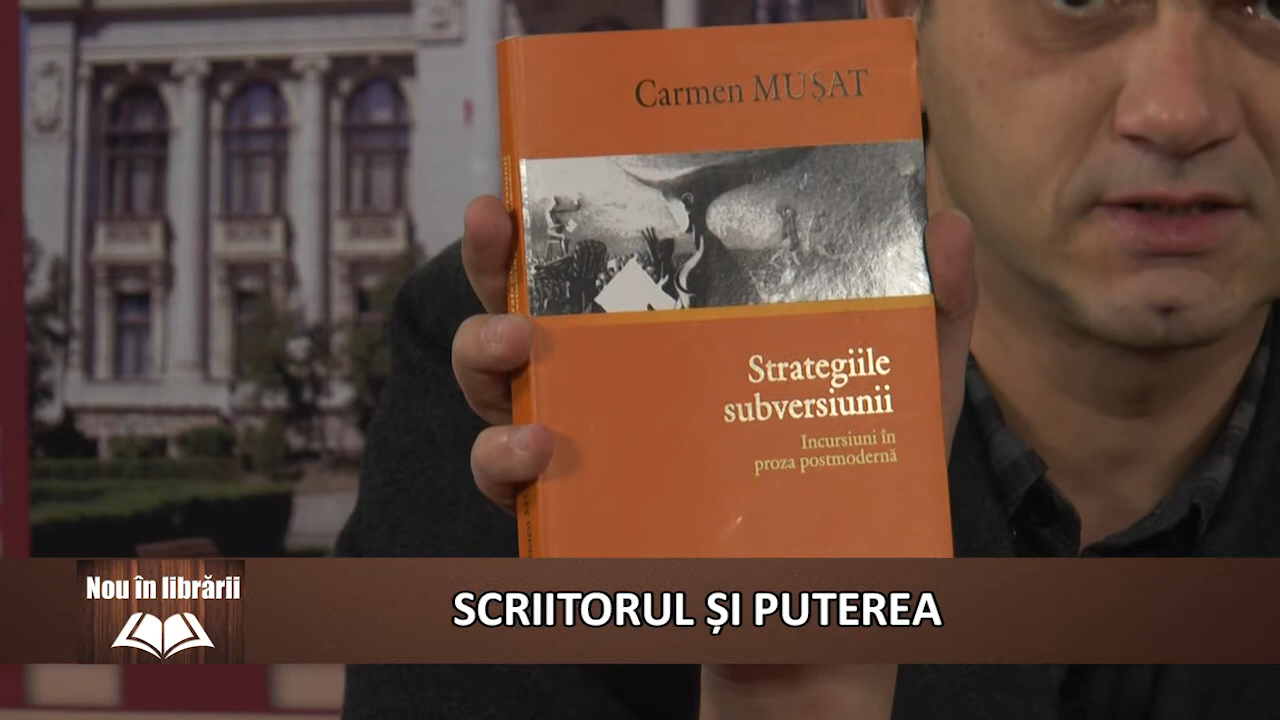 Carmen MUȘAT
Strategiile
subversiunii
Incursiuni în
proza postmodernă
Nou în librării
SCRIITORUL ȘI PUTEREA